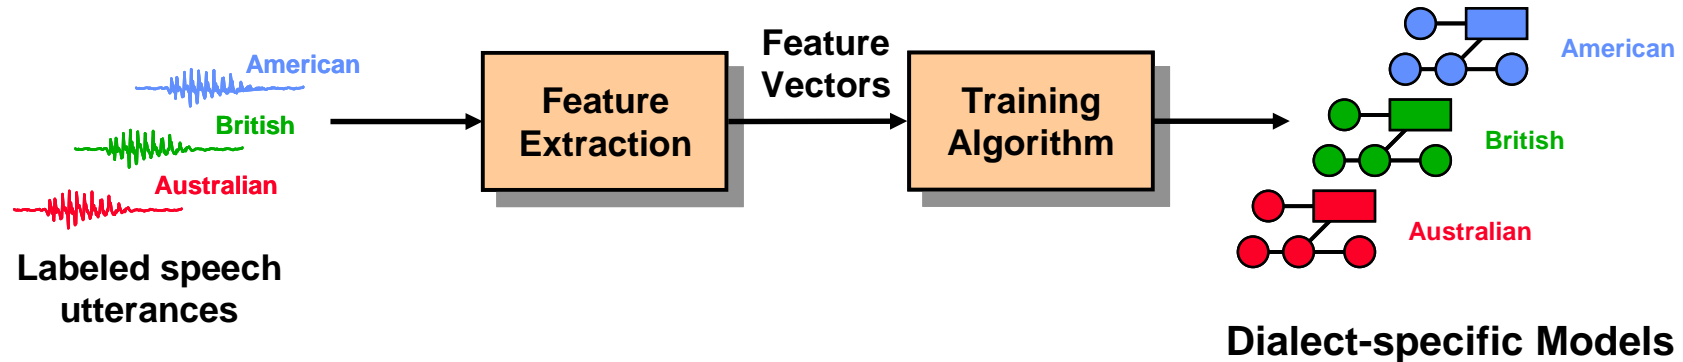 American
British
Australian
Labeled speech
utterances
Feature
Extraction
Feature
Vectors
Training
Algorithm
American
British
Australian
Dialect-specific Models